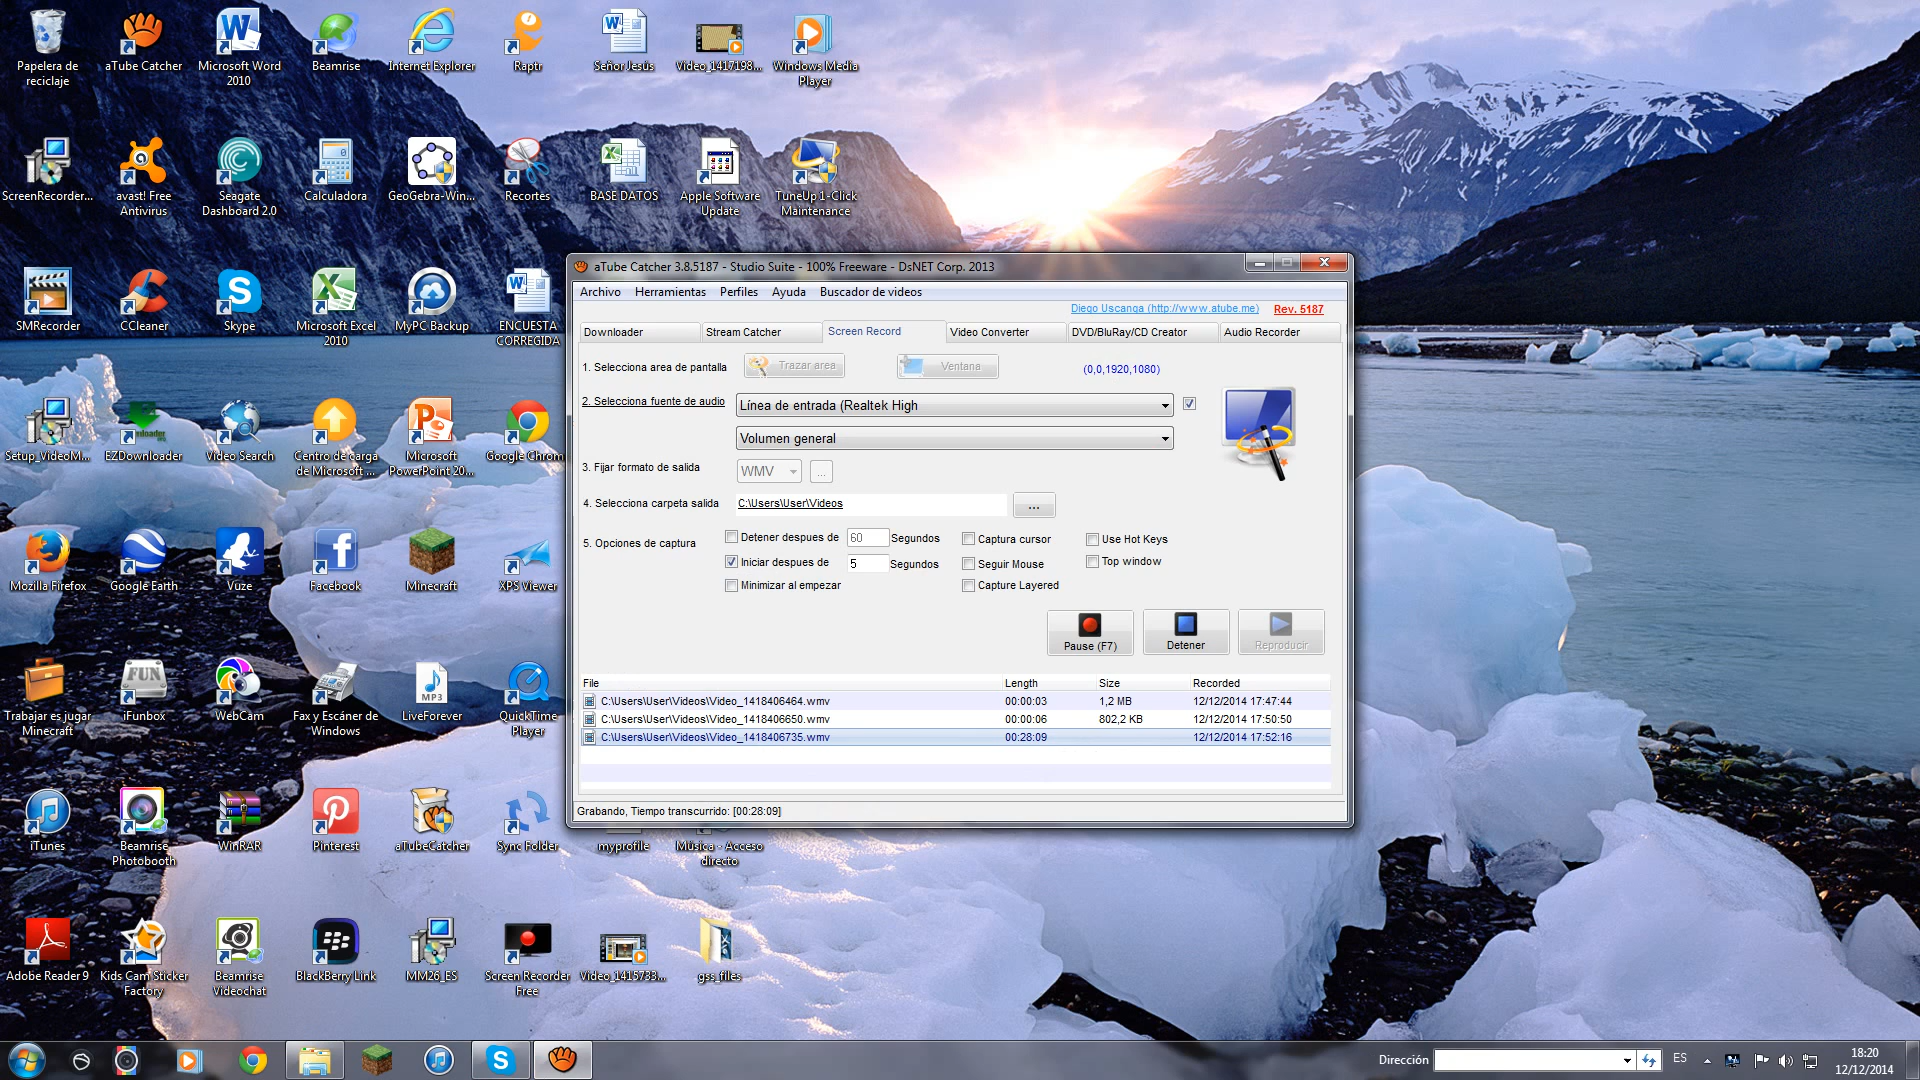 Papelera de
reciclaje
aTube Catcher
Microsoft Word
2010
Beamrise
Internet Explorer
Raptr
SeñorJesús
Video_1417198...
Windows Media
Player
ScreenRecorder...
avast! Free
Antivirus
Seagate
Dashboard 2.0
Calculadora
GeoGebra-Win...
Recortes
BASE DATOS
Apple Software
Update
TuneUp 1-Click
Maintenance
SMRecorder
CCleaner
Skype
Microsoft Excel
2010
MyPC Backup
ENCUESTA
CORREGIDA
Setup_VideoM...
EZDownloader
Video Search
Centro de carga
de Microsoft ...
Microsoft
PowerPoint 20...
Google Chrom
Mozilla Firefox
Google Earth
Vuze
Facebook
Minecraft
XPS Viewer
Trabajar es jugar
Minecraft
FUN
iFunbox
WebCam
Fax y Escáner de
Windows
MP3
LiveForever
QuickTime
Player
iTunes
Beamrise
Photobooth
WinRAR
Pinterest
aTubeCatcher
Sync Folder
myprofile
Música - Acceso
directo
Adobe Reader 9
Kids Cam Sticker
Factory
Beamrise
Videochat
BlackBerry Link
MM26_ES
Screen Recorder
Free
Video_1415733...
gss_files
aTube Catcher 3.8.5187 - Studio Suite - 100% Freeware - DsNET Corp. 2013
Archivo Herramientas Perfiles Ayuda Buscador de videos
Diego Uscanga (http://www.atube.me) Rev. 5187
Downloader Stream Catcher Screen Record Video Converter DVD/BluRay/CD Creator Audio Recorder
1. Selecciona area de pantalla Trazar area Ventana (0,0,1920,1080)
2. Selecciona fuente de audio Línea de entrada (Realtek High
Volumen general
3. Fijar formato de salida WMV ...
4. Selecciona carpeta salida C:\Users\User\Videos ...
5. Opciones de captura
Detener despues de 60 Segundos Captura cursor Use Hot Keys
Iniciar despues de 5 Segundos Seguir Mouse Top window
Minimizar al empezar Capture Layered
Pause (F7) Detener Reproducir
File Length Size Recorded
C:\Users\User\Videos\Video_1418406464.wmv 00:00:03 1,2 MB 12/12/2014 17:47:44
C:\Users\User\Videos\Video_1418406650.wmv 00:00:06 802,2 KB 12/12/2014 17:50:50
C:\Users\User\Videos\Video_1418406735.wmv 00:28:09 12/12/2014 17:52:16
Grabando, Tiempo transcurrido: [00:28:09]
Dirección ES 18:20
12/12/2014